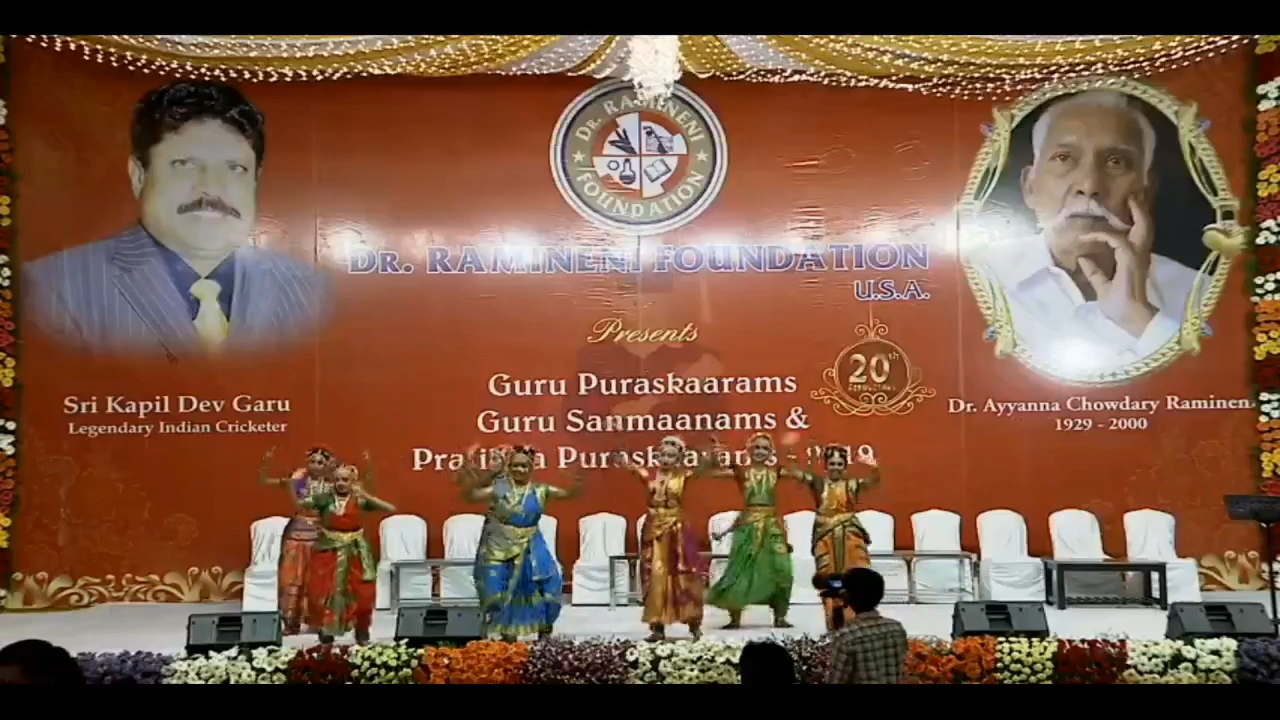 DR. RAMINENI
FOUNDATION
DR. RAMINENI FOUNDATION
U.S.A.
Presents
20th
Guru Puraskaarams
Guru Sanmaanams &
Sri Kapil Dev Garu
Legendary Indian Cricketer
Dr. Ayyanna Chowdary Ramineni
1929 - 2000